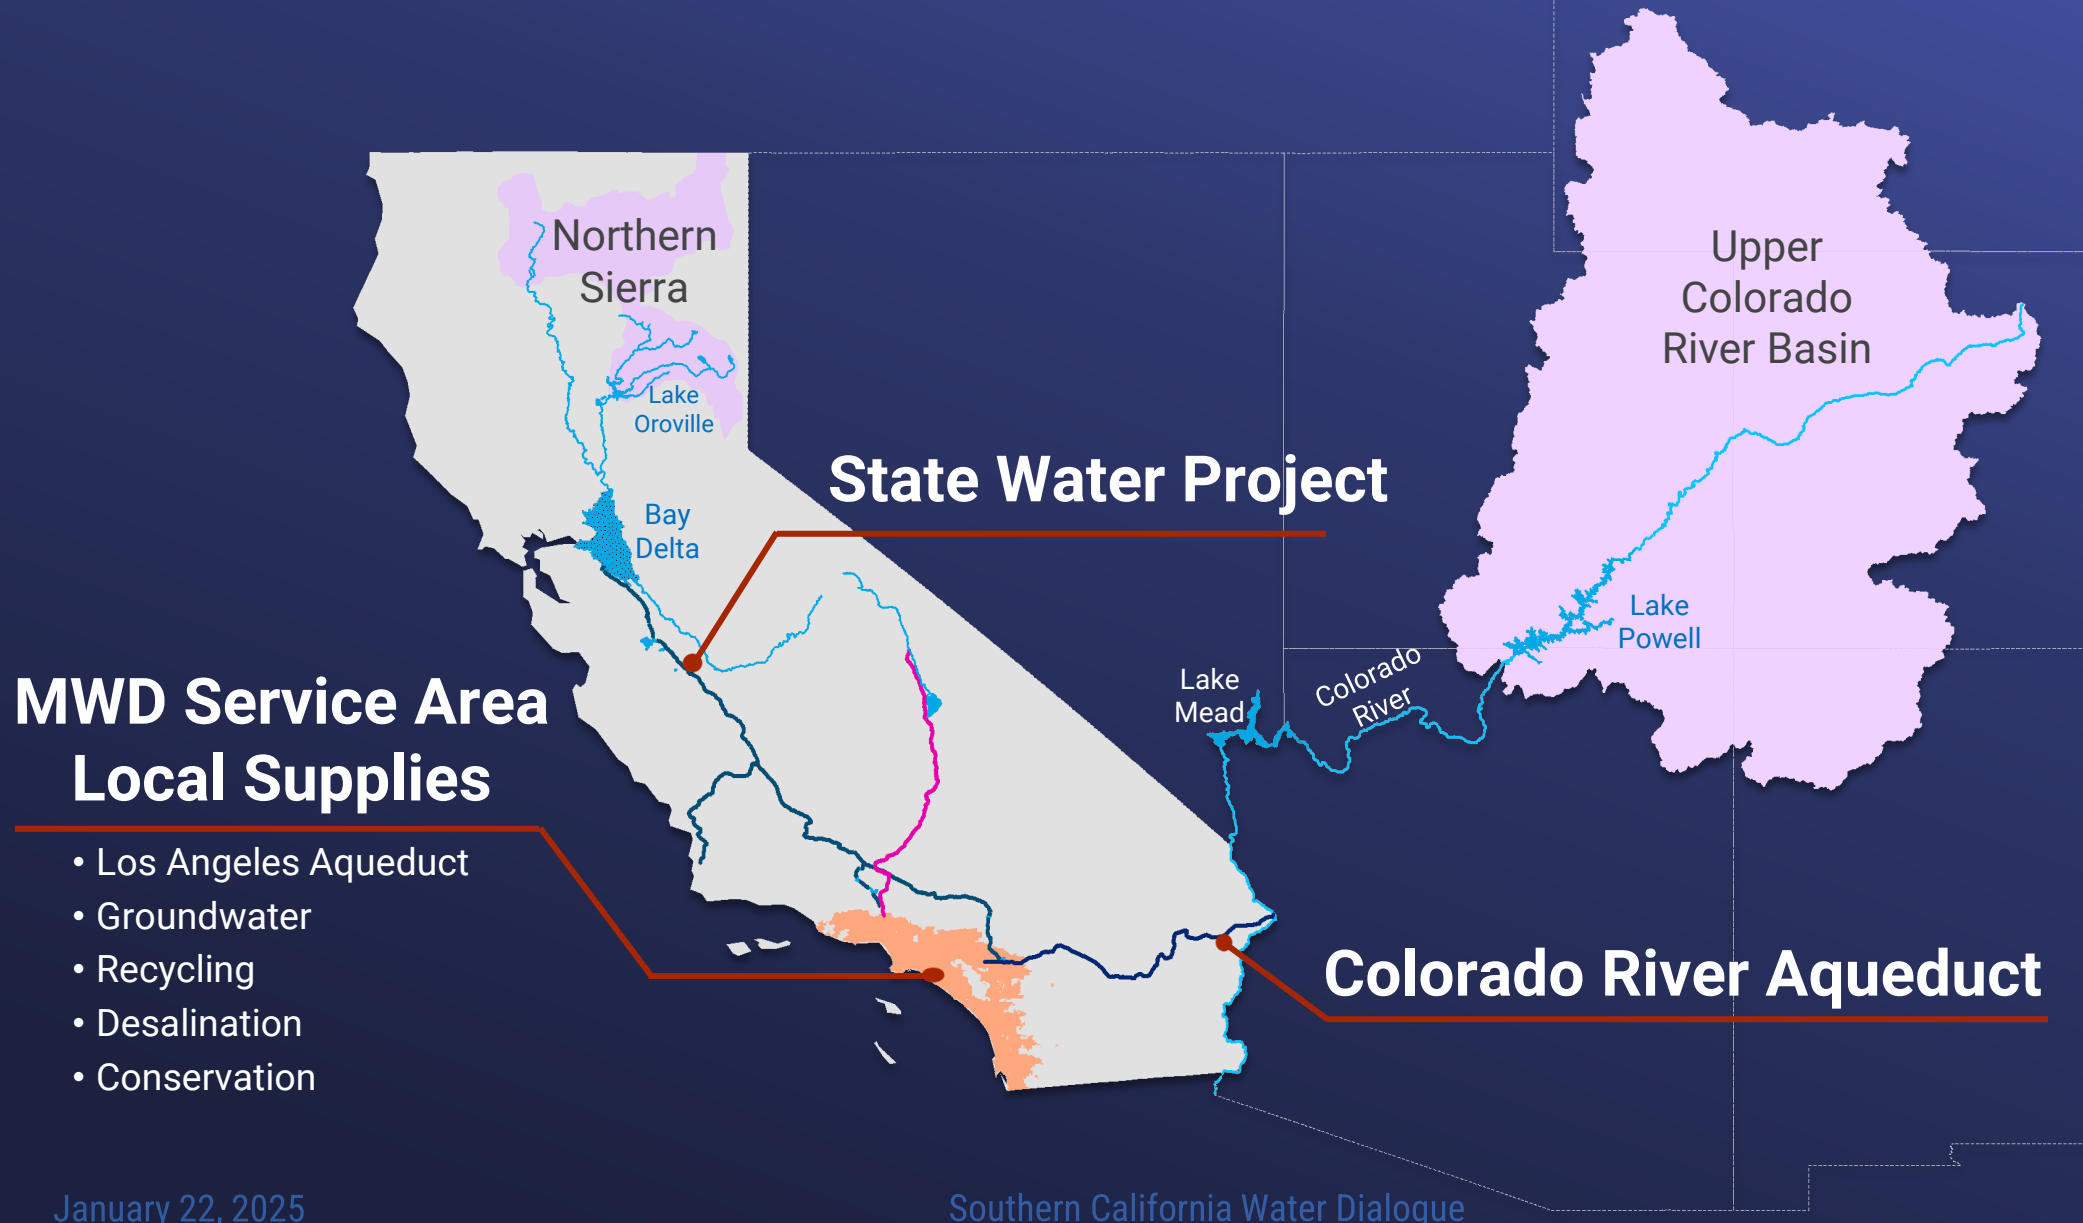 Northern
Sierra
Upper
Colorado
River Basin
Lake
Oroville
State Water Project
Bay
Delta
Lake
Powell
Colorado
River
Lake
Mead
MWD Service Area
Local Supplies
• Los Angeles Aqueduct
• Groundwater
• Recycling
• Desalination
• Conservation
Colorado River Aqueduct
January 22, 2025
Southern California Water Dialogue